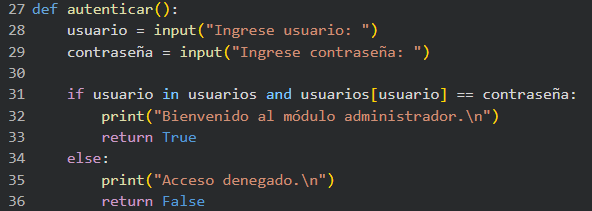 27 def autenticar():
28     usuario = input("Ingrese usuario: ")
29     contraseña = input("Ingrese contraseña: ")
30
31     if usuario in usuarios and usuarios[usuario] == contraseña:
32         print("Bienvenido al módulo administrador.\n")
33         return True
34     else:
35         print("Acceso denegado.\n")
36         return False